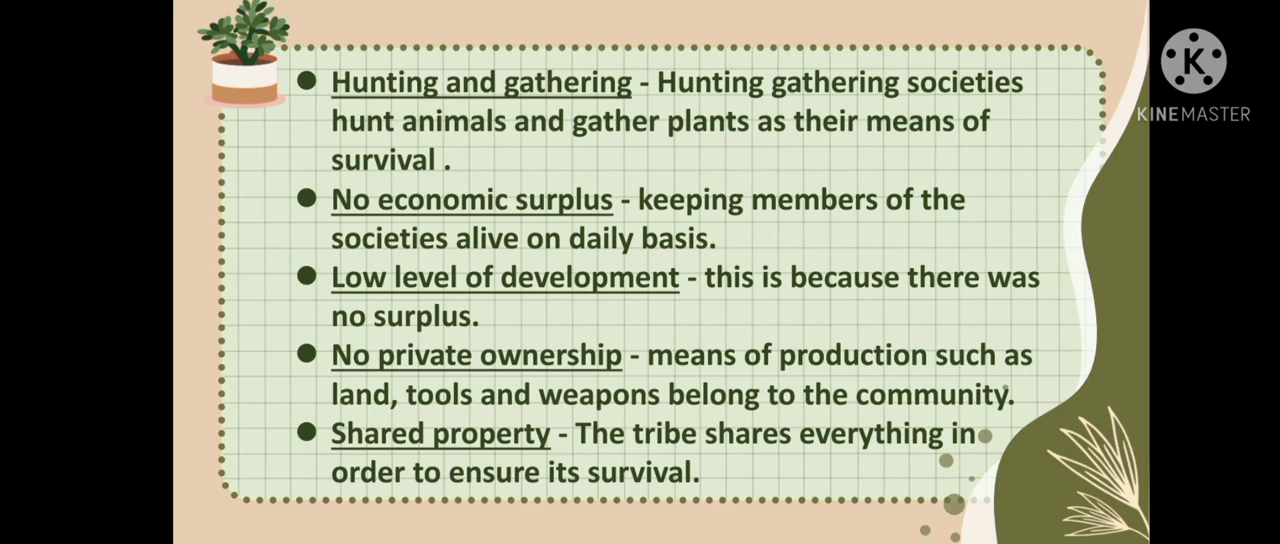 ● Hunting and gathering - Hunting gathering societies
hunt animals and gather plants as their means of
survival .
● No economic surplus - keeping members of the
societies alive on daily basis.
● Low level of development - this is because there was
no surplus.
● No private ownership - means of production such as
land, tools and weapons belong to the community.
● Shared property - The tribe shares everything in
order to ensure its survival.
K
KINEMASTER